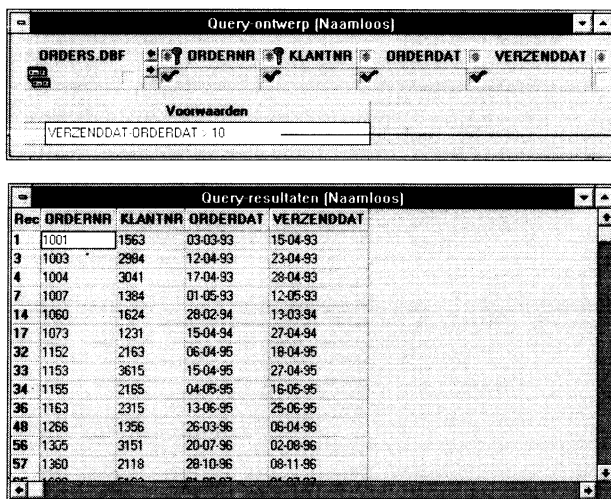 Query-ontwerp (Naamloos)
ORDERS.DBF ORDERNR KLANTNR ORDERDAT VERZENDDAT
Voorwaarden
VERZENDDAT-ORDERDAT > 10
Query-resultaten (Naamloos)
Rec ORDERNR KLANTNR ORDERDAT VERZENDDAT
1 1001 1563 03-03-93 15-04-93
3 1003 2984 12-04-93 23-04-93
4 1004 3041 17-04-93 28-04-93
7 1007 1384 01-05-93 12-05-93
14 1060 1624 28-02-94 13-03-94
17 1073 1231 15-04-94 27-04-94
32 1152 2163 06-04-95 18-04-95
33 1153 3615 15-04-95 27-04-95
34 1155 2165 04-05-95 16-05-95
36 1163 2315 13-06-95 25-06-95
48 1266 1356 26-03-96 06-04-96
56 1305 3151 20-07-96 02-08-96
57 1360 2118 28-10-96 08-11-96